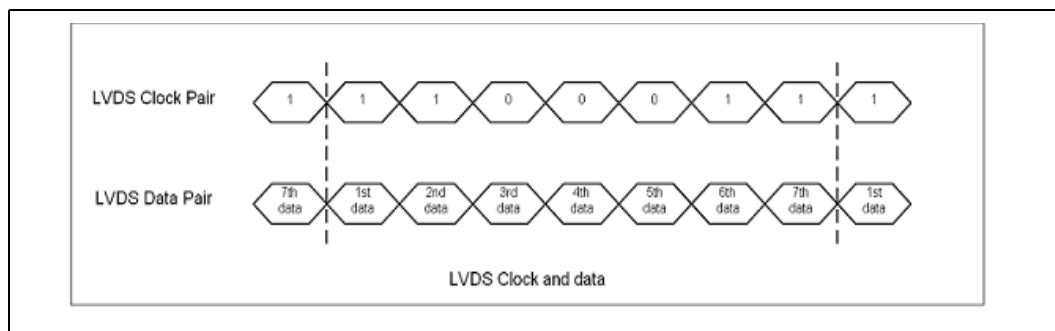 LVDS Clock Pair
1 1 1 0 0 0 1 1 1
LVDS Data Pair
7th data 1st data 2nd data 3rd data 4th data 5th data 6th data 7th data 1st data
LVDS Clock and data